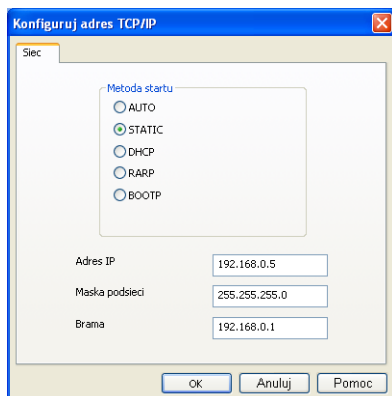 Konfiguruj adres TCP/IP
Siec
Metoda startu
AUTO
STATIC
DHCP
RARP
BOOTP
Adres IP 192.168.0.5
Maska podsieci 255.255.255.0
Brama 192.168.0.1
OK Anuluj Pomoc